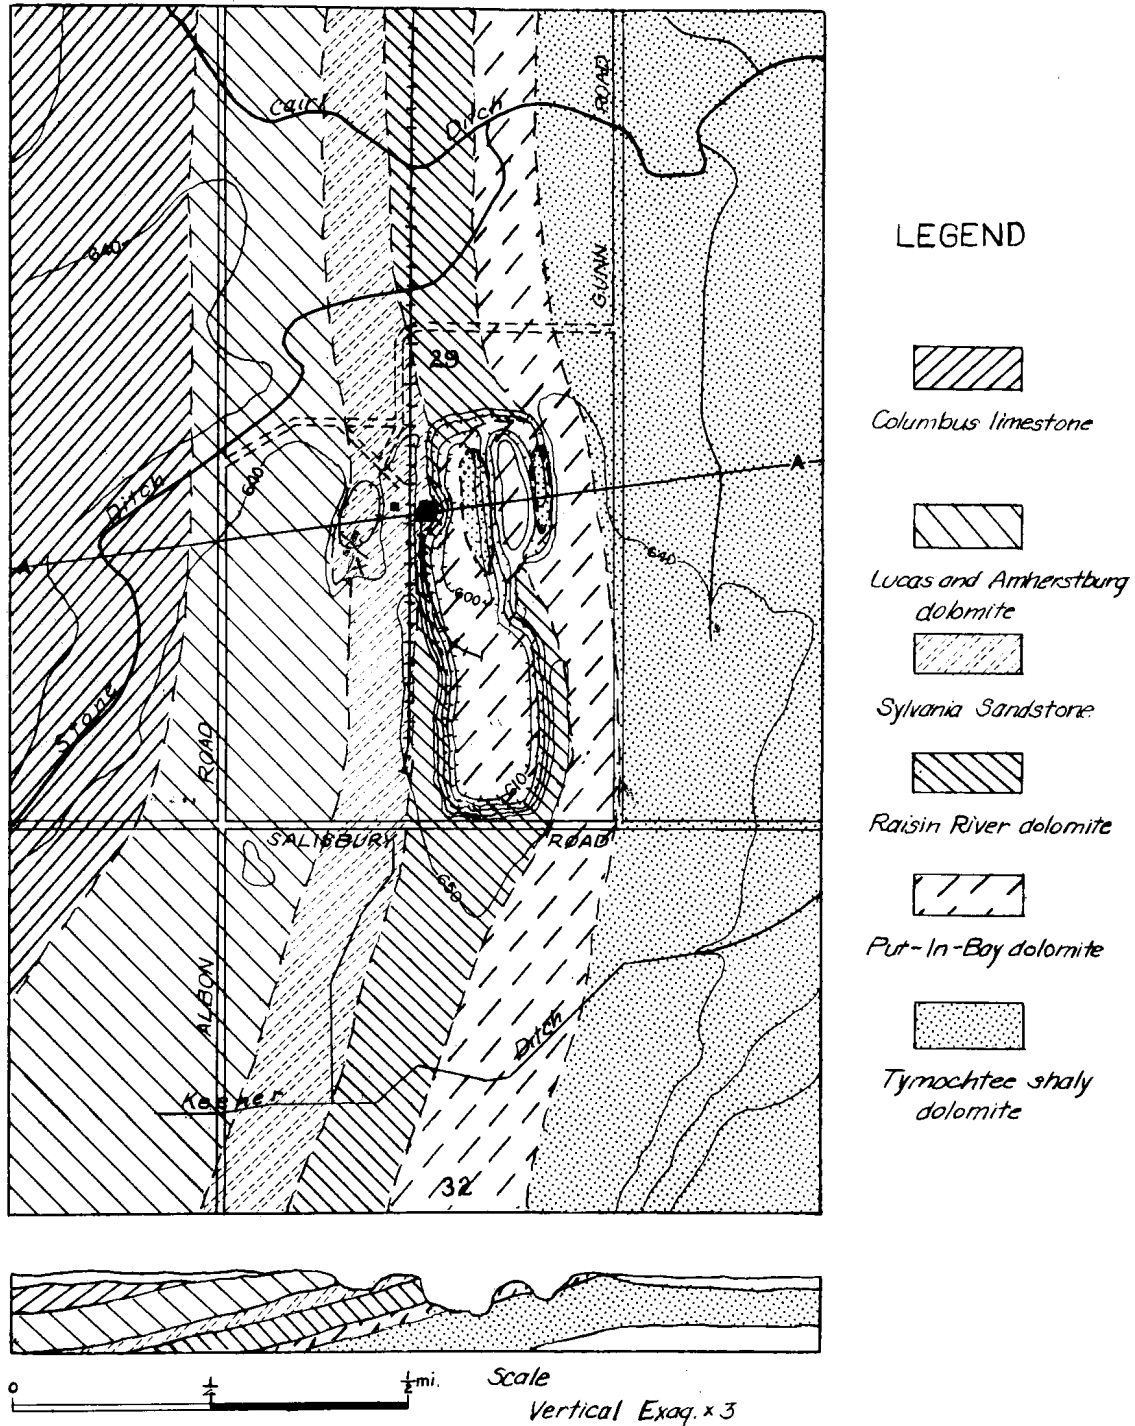 ROAD
Cairl
Ditch
640
GUNN
29
A
640
Ditch
640
A
600
Stone
ROAD
610
SALISBURY
ROAD
650
ALBON
Ditch
Keener
32
LEGEND
Columbus limestone
Lucas and Amherstburg
dolomite
Sylvania Sandstone
Raisin River dolomite
Put-In-Bay dolomite
Tymochtee shaly
dolomite
0
1/4
1/2 mi.
Scale
Vertical Exag. x 3